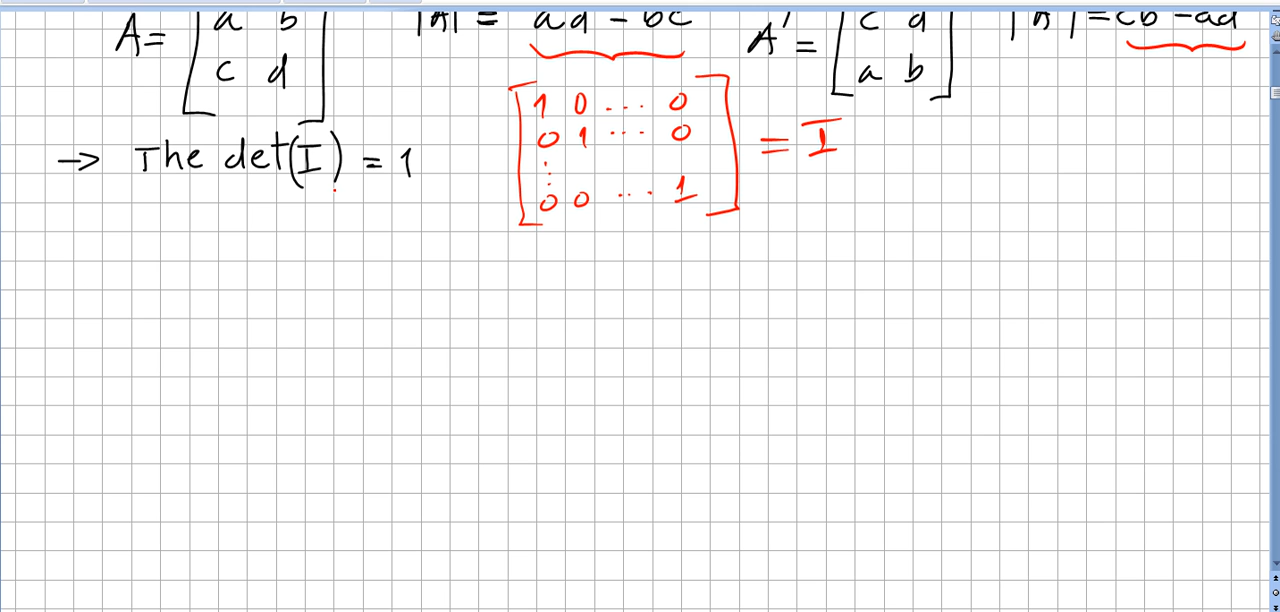 A = [ a b |A| = ad - bc A' = [ c d |A'| = cb - ad
c d ] a b ]
[ 1 0 ... 0
0 1 ... 0 ] = I
→ The det(I) = 1
⋮
0 0 ... 1